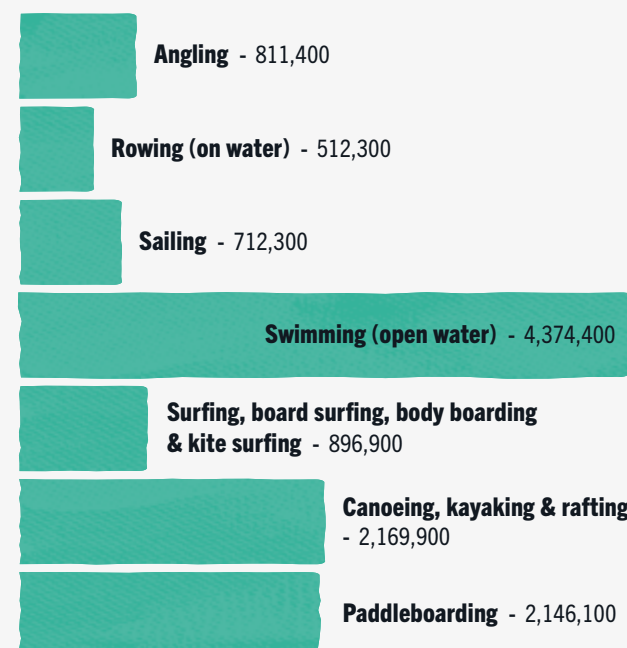 Angling - 811,400
Rowing (on water) - 512,300
Sailing - 712,300
Swimming (open water) - 4,374,400
Surfing, board surfing, body boarding
& kite surfing - 896,900
Canoeing, kayaking & rafting
- 2,169,900
Paddleboarding - 2,146,100